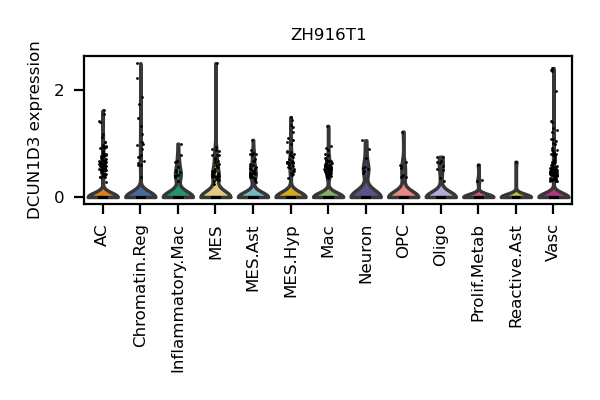 ZH916T1
DCUN1D3 expression
2
0
AC
Chromatin.Reg
Inflammatory.Mac
MES
MES.Ast
MES.Hyp
Mac
Neuron
OPC
Oligo
Prolif.Metab
Reactive.Ast
Vasc